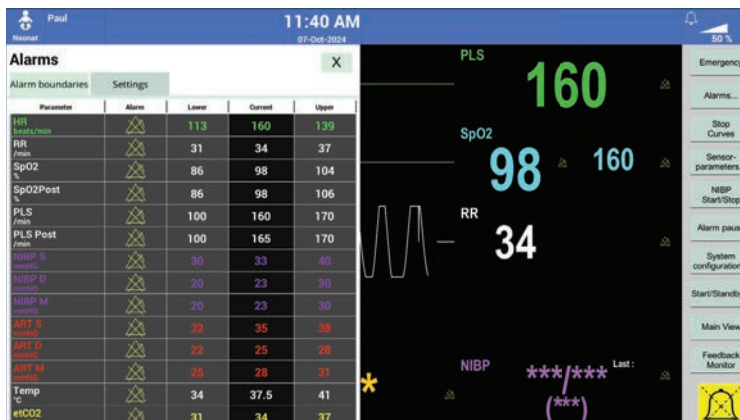 Paul
Neonat
11:40 AM
07-Oct-2024
50 %
Alarms
X
Alarm boundaries Settings
Parameter Alarm Lower Current Upper
HR beats/min 113 160 139
RR /min 31 34 37
SpO2 % 86 98 104
SpO2Post % 86 98 106
PLS /min 100 160 170
PLS Post /min 100 165 170
NIBP S mmHG 30 33 40
NIBP D mmHG 20 23 30
NIBP M mmHG 20 23 30
ART S mmHG 32 35 38
ART D mmHG 22 25 28
ART M mmHG 25 28 31
Temp °C 34 37.5 41
etCO2 31 34 37
PLS
160
SpO2
98 160
RR
34
*
NIBP
***/***
Last :
(***)
Emergency
Alarms...
Stop
Curves
Sensor-
parameters
NIBP
Start/Stop
Alarm paus
System
configuration
Start/Standby
Main View
Feedback
Monitor